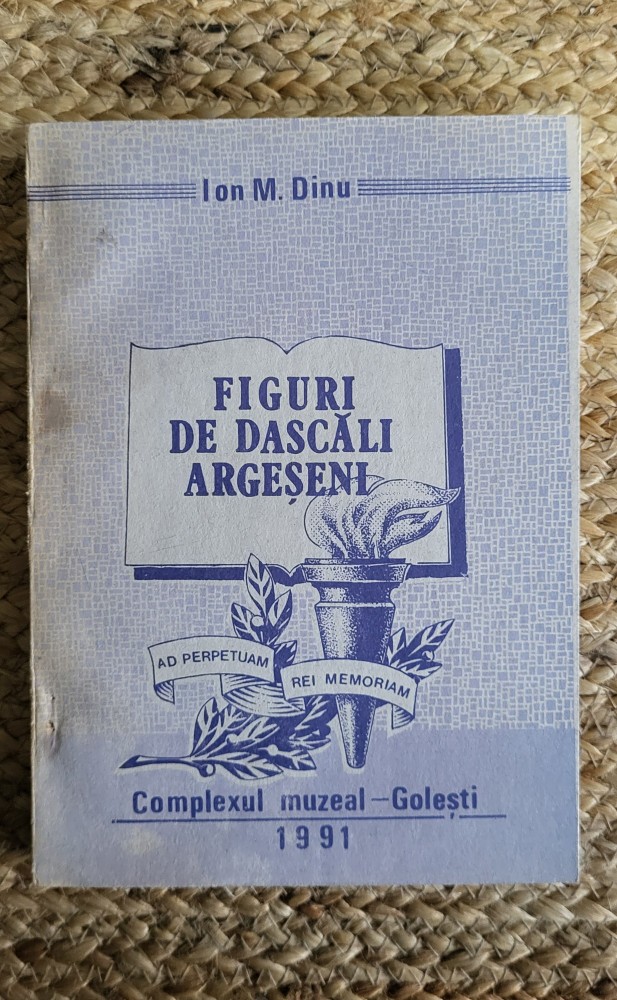 Ion M. Dinu
FIGURI
DE DASCĂLI
ARGEȘENI
AD PERPETUAM
REI MEMORIAM
Complexul muzeal – Golești
1991